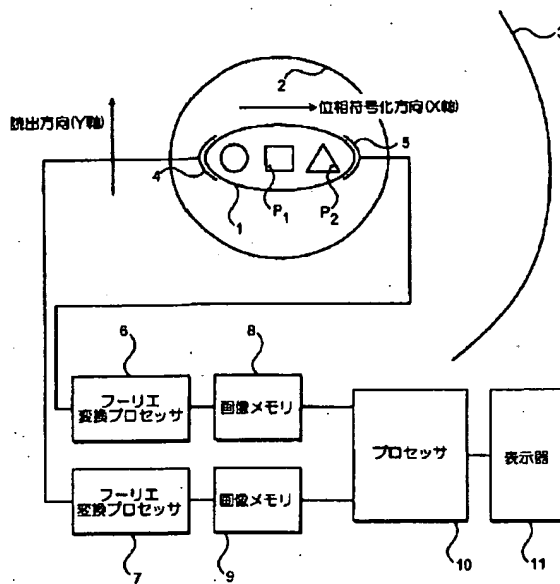 3
2
読出方向(Y軸)
位相符号化方向(X軸)
5
4
P1
P2
1
6
8
フーリエ
変換プロセッサ
画像メモリ
プロセッサ
表示器
フーリエ
変換プロセッサ
画像メモリ
7
9
10
11